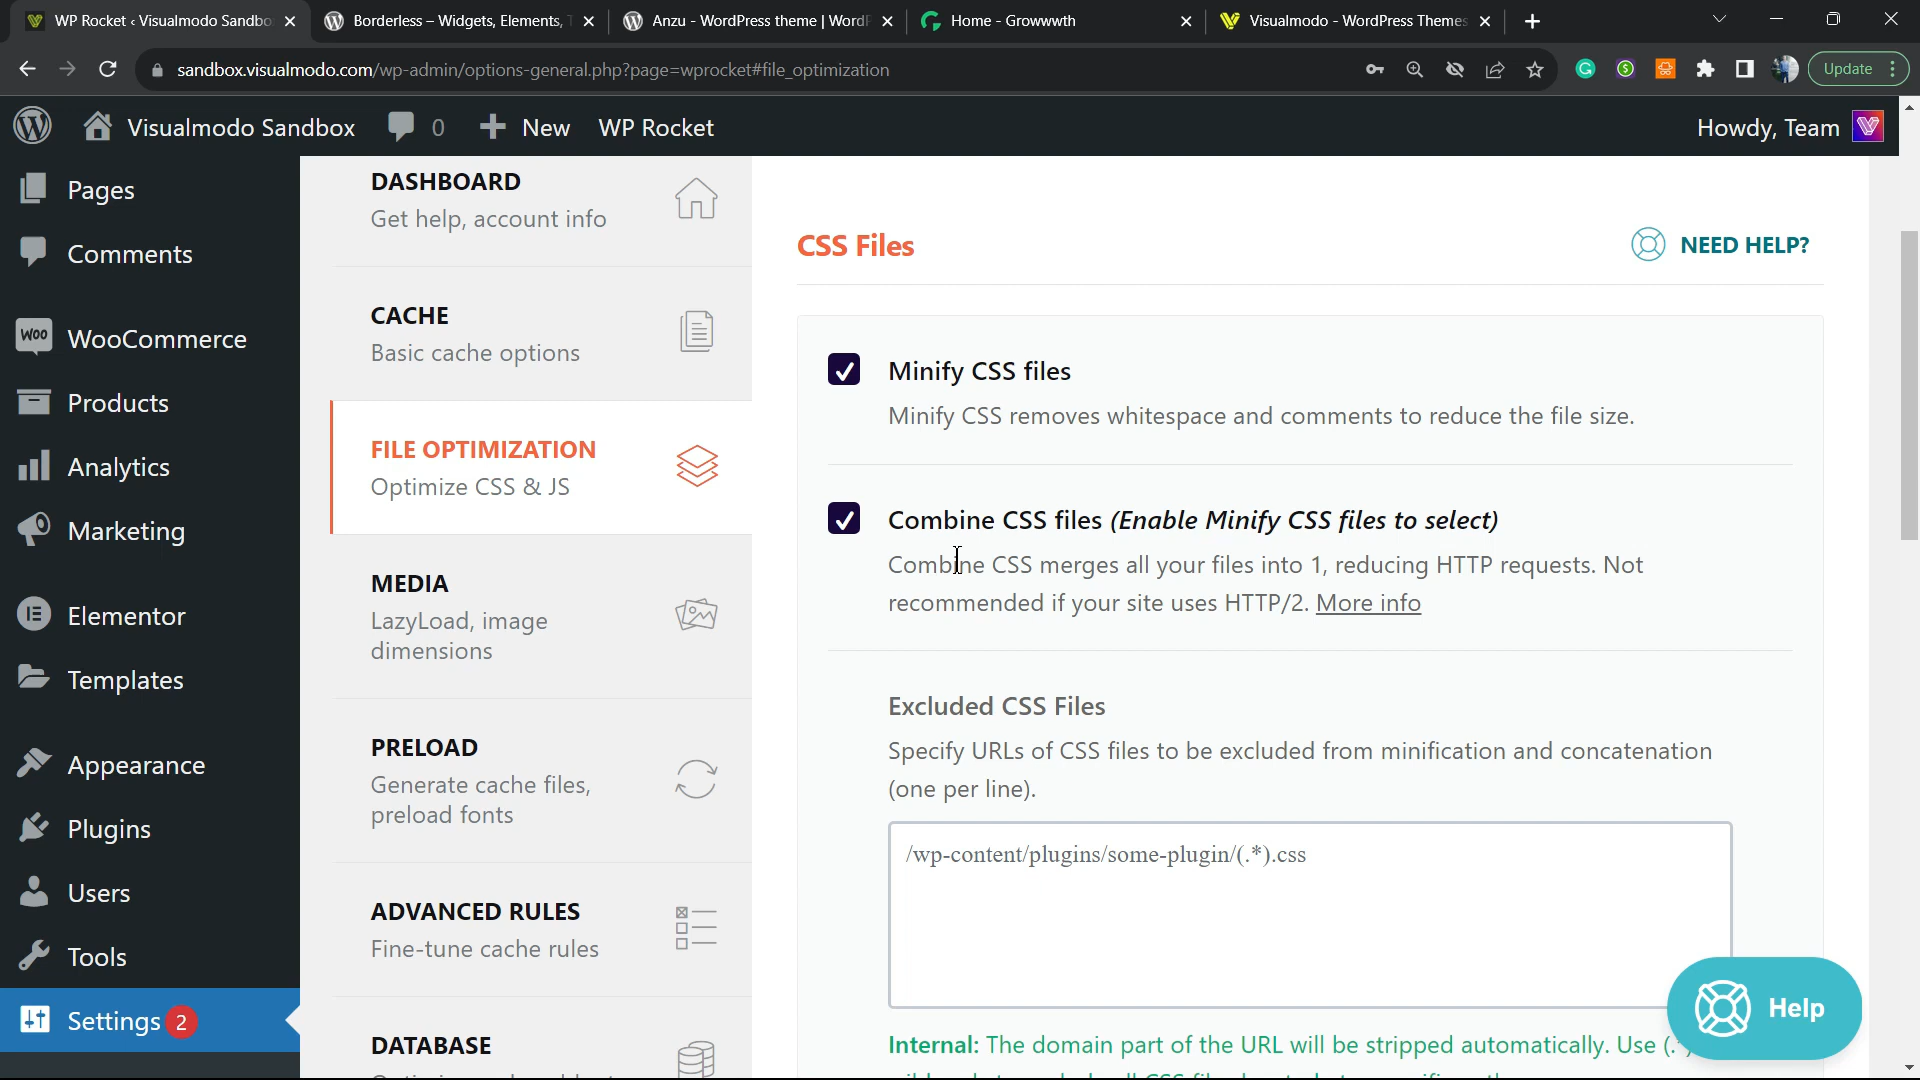 WP Rocket ‹ Visualmodo Sandbo
Borderless – Widgets, Elements, T
Anzu - WordPress theme | WordP
Home - Growwwth
Visualmodo - WordPress Themes
sandbox.visualmodo.com/wp-admin/options-general.php?page=wprocket#file_optimization
Update
Visualmodo Sandbox
0
New
WP Rocket
Howdy, Team
Pages
Comments
WooCommerce
Products
Analytics
Marketing
Elementor
Templates
Appearance
Plugins
Users
Tools
Settings 2
DASHBOARD
Get help, account info
CACHE
Basic cache options
FILE OPTIMIZATION
Optimize CSS & JS
MEDIA
LazyLoad, image
dimensions
PRELOAD
Generate cache files,
preload fonts
ADVANCED RULES
Fine-tune cache rules
DATABASE
CSS Files
NEED HELP?
Minify CSS files
Minify CSS removes whitespace and comments to reduce the file size.
Combine CSS files (Enable Minify CSS files to select)
Combine CSS merges all your files into 1, reducing HTTP requests. Not
recommended if your site uses HTTP/2. More info
Excluded CSS Files
Specify URLs of CSS files to be excluded from minification and concatenation
(one per line).
/wp-content/plugins/some-plugin/(.*).css
Internal: The domain part of the URL will be stripped automatically. Use (.*)
Help